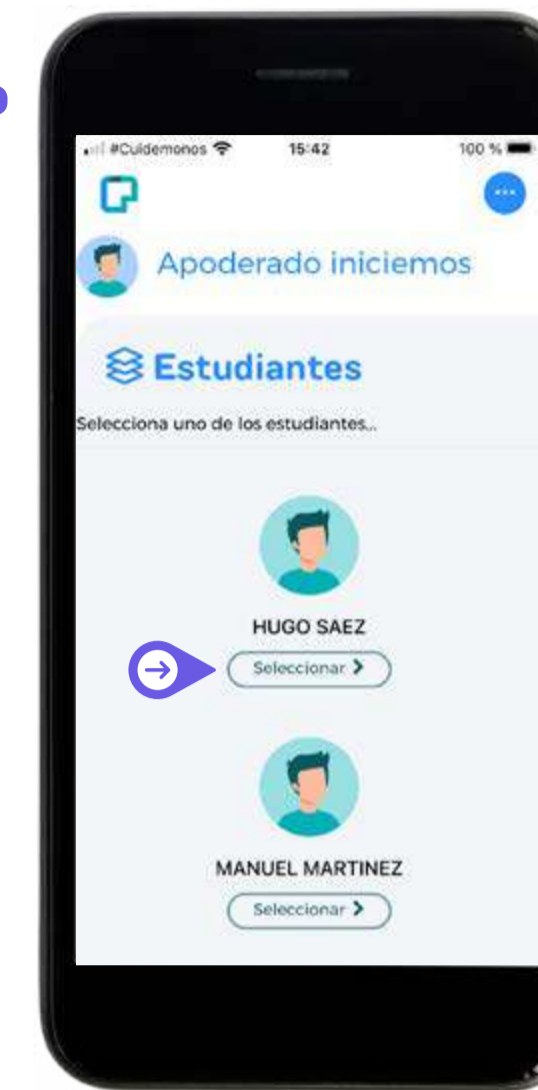 #Cuidemonos 15:42 100 %
Apoderado iniciemos
Estudiantes
Selecciona uno de los estudiantes...
HUGO SAEZ
Seleccionar
MANUEL MARTINEZ
Seleccionar